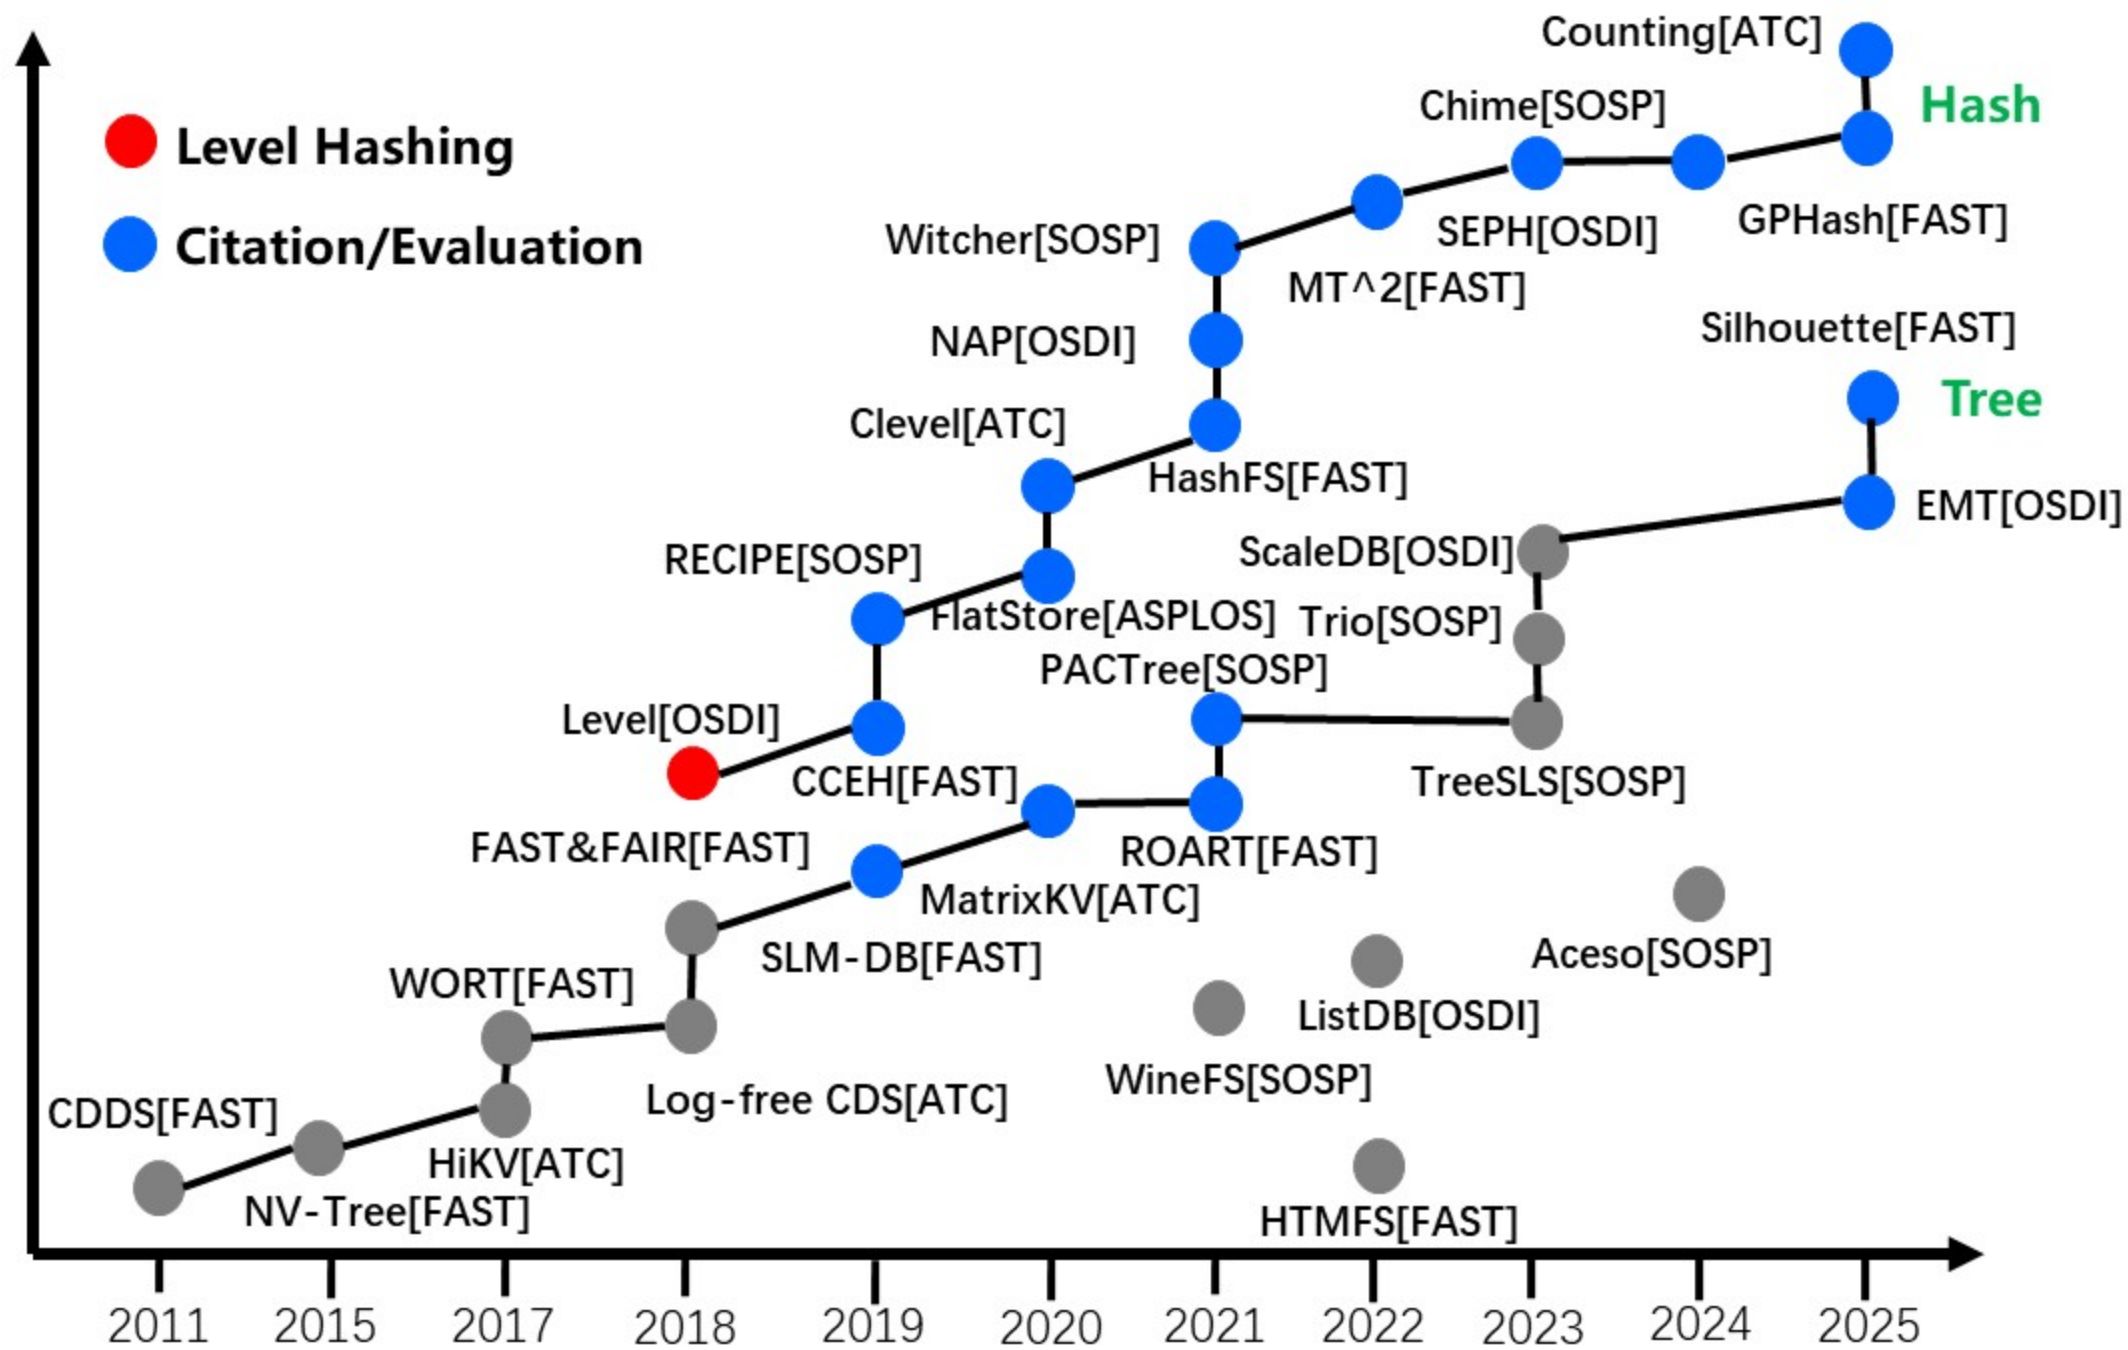 Counting[ATC]
Hash
Chime[SOSP]
Level Hashing
GPHash[FAST]
Citation/Evaluation
Witcher[SOSP]
SEPH[OSDI]
MT^2[FAST]
Silhouette[FAST]
NAP[OSDI]
Tree
Clevel[ATC]
HashFS[FAST]
EMT[OSDI]
RECIPE[SOSP]
ScaleDB[OSDI]
FlatStore[ASPLOS]
Trio[SOSP]
PACTree[SOSP]
Level[OSDI]
CCEH[FAST]
TreeSLS[SOSP]
FAST&FAIR[FAST]
ROART[FAST]
MatrixKV[ATC]
SLM-DB[FAST]
Aceso[SOSP]
WORT[FAST]
ListDB[OSDI]
WineFS[SOSP]
Log-free CDS[ATC]
CDDS[FAST]
HiKV[ATC]
NV-Tree[FAST]
HTMFS[FAST]
2011 2015 2017 2018 2019 2020 2021 2022 2023 2024 2025